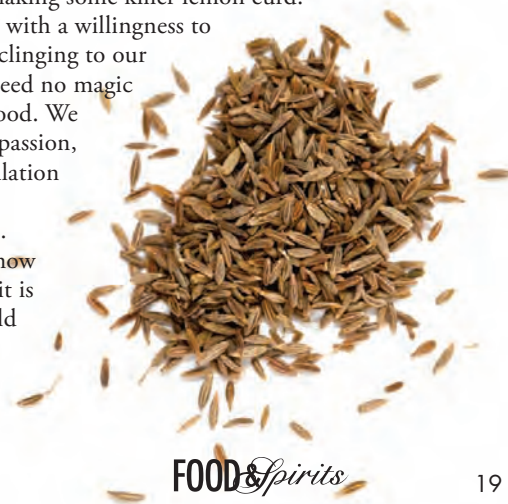 making some killer lemon curd.
with a willingness to
clinging to our
eed no magic
ood. We
passion,
lation
.
now
it is
ld
FOOD & Spirits
19